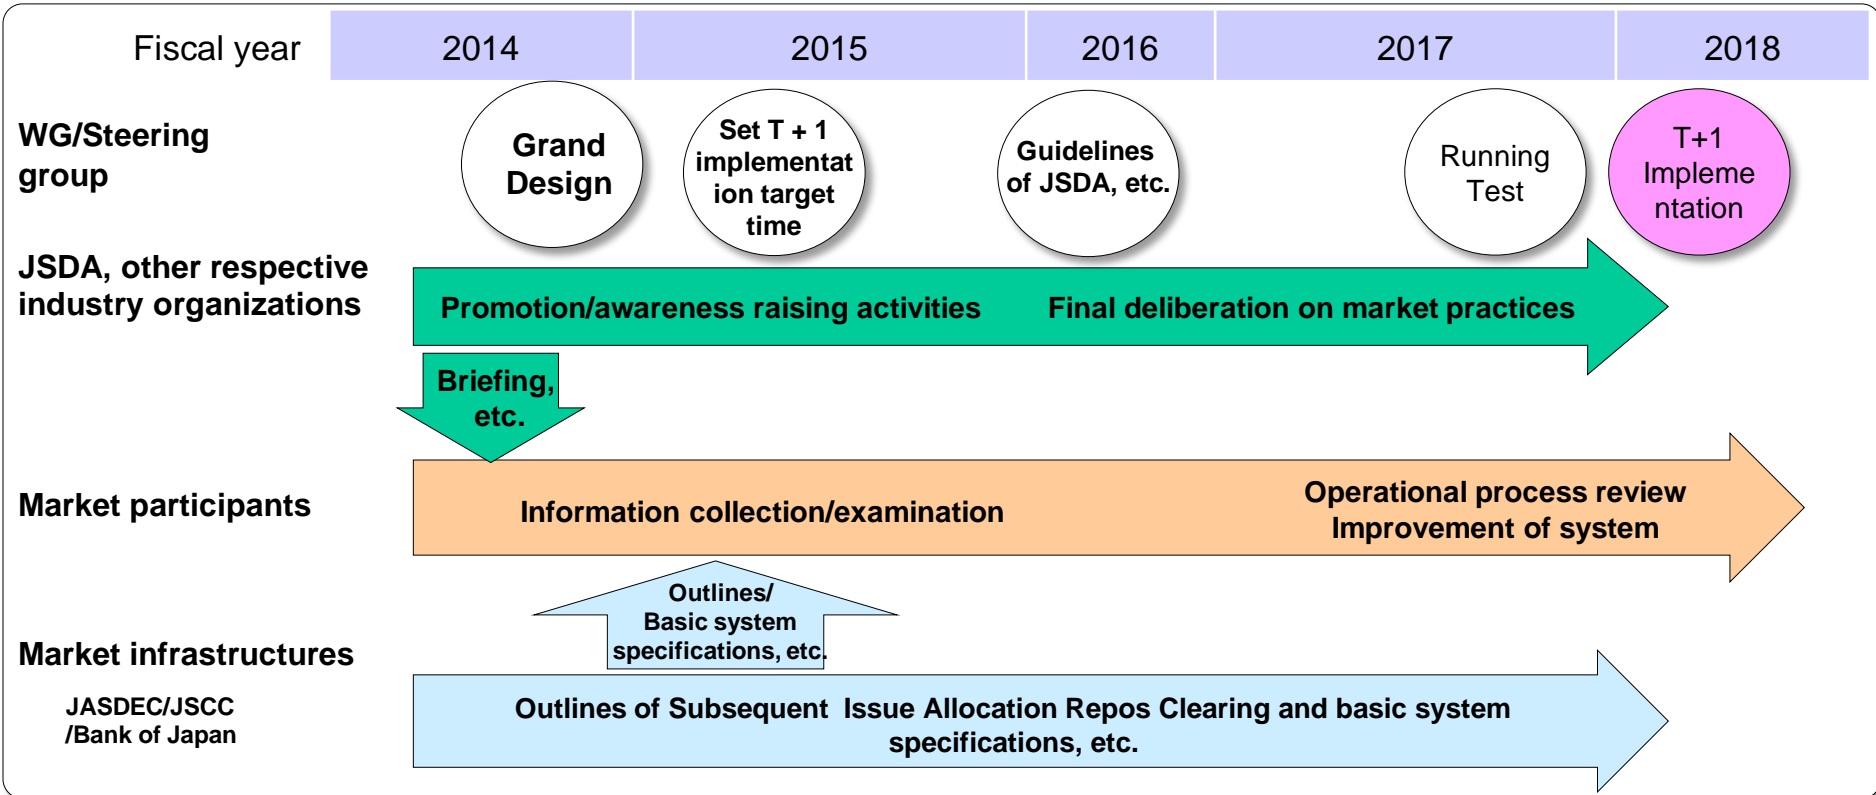 Fiscal year 2014 2015 2016 2017 2018
WG/Steering
group
Grand
Design
Set T + 1
implementat
ion target
time
Guidelines
of JSDA, etc.
Running
Test
T+1
Impleme
ntation
JSDA, other respective
industry organizations
Promotion/awareness raising activities
Final deliberation on market practices
Briefing,
etc.
Market participants
Information collection/examination
Operational process review
Improvement of system
Outlines/
Basic system
specifications, etc.
Market infrastructures
JASDEC/JSCC
/Bank of Japan
Outlines of Subsequent Issue Allocation Repos Clearing and basic system
specifications, etc.